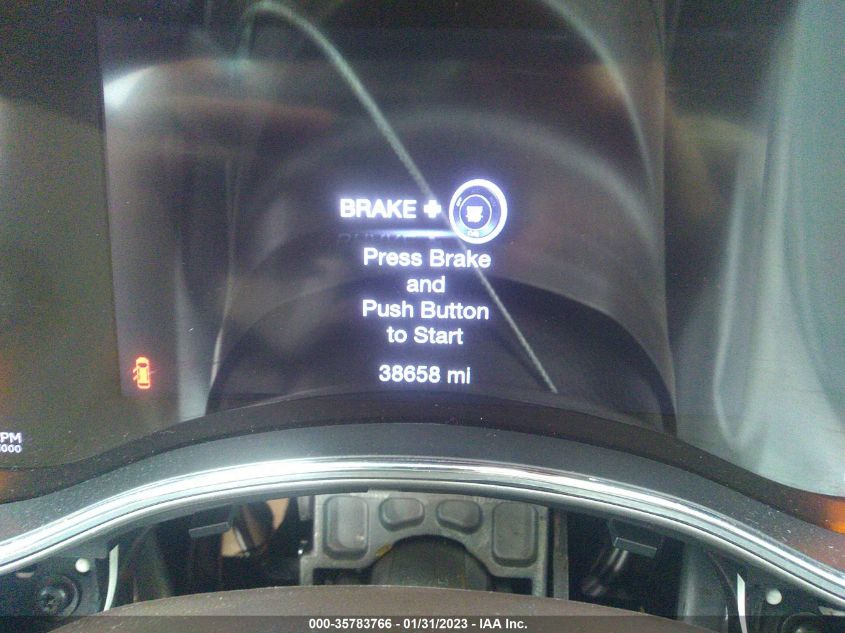 BRAKE +
Press Brake
and
Push Button
to Start
38658 mi
PM
000-35783766 / 01/31/2023 - IAA Inc.